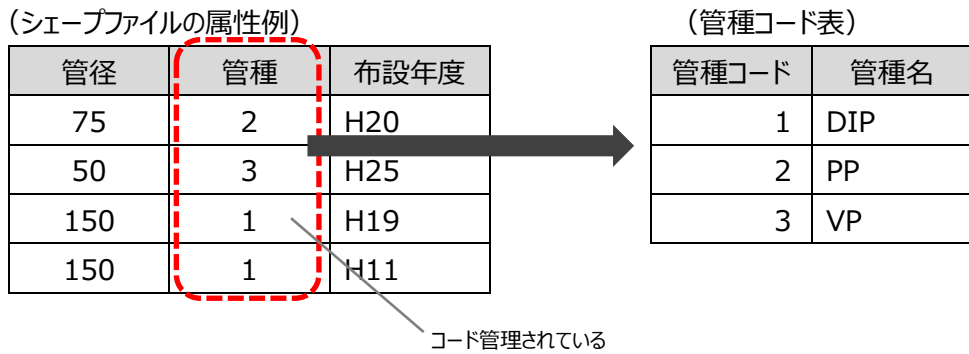 （シェープファイルの属性例）
（管種コード表）
管径 管種 布設年度
75 2 H20
50 3 H25
150 1 H19
150 1 H11
管種コード 管種名
1 DIP
2 PP
3 VP
コード管理されている